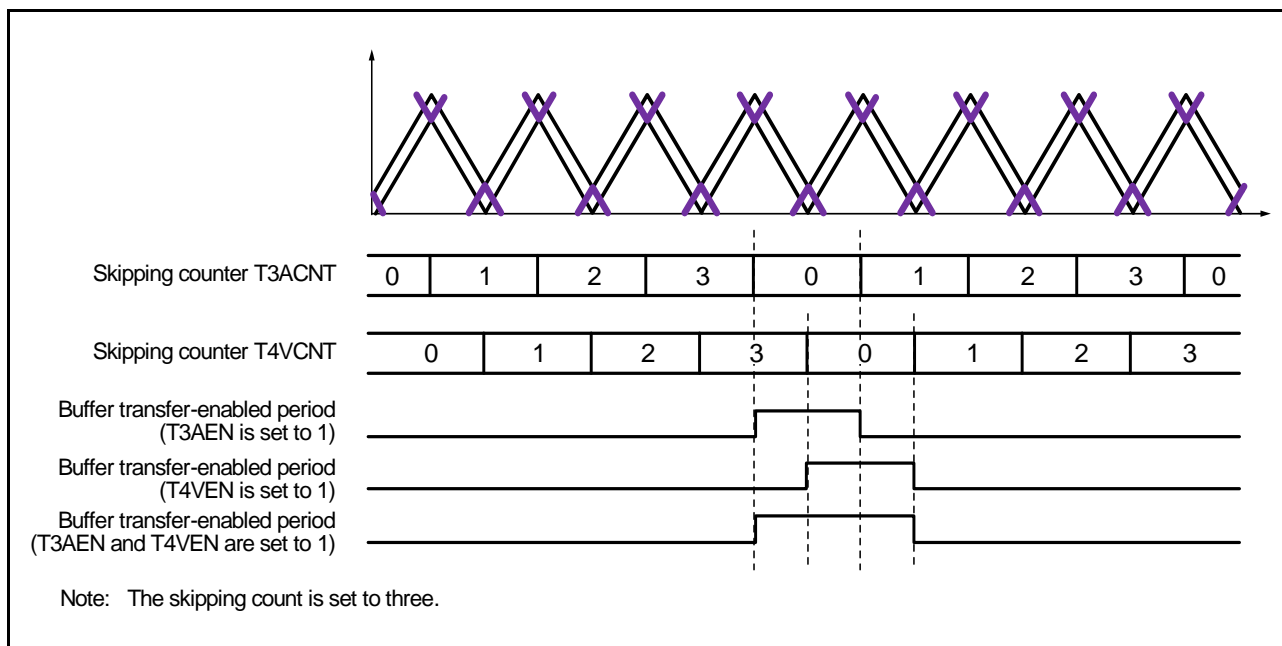 Skipping counter T3ACNT 0 1 2 3 0 1 2 3 0
Skipping counter T4VCNT 0 1 2 3 0 1 2 3
Buffer transfer-enabled period
(T3AEN is set to 1)
Buffer transfer-enabled period
(T4VEN is set to 1)
Buffer transfer-enabled period
(T3AEN and T4VEN are set to 1)
Note: The skipping count is set to three.